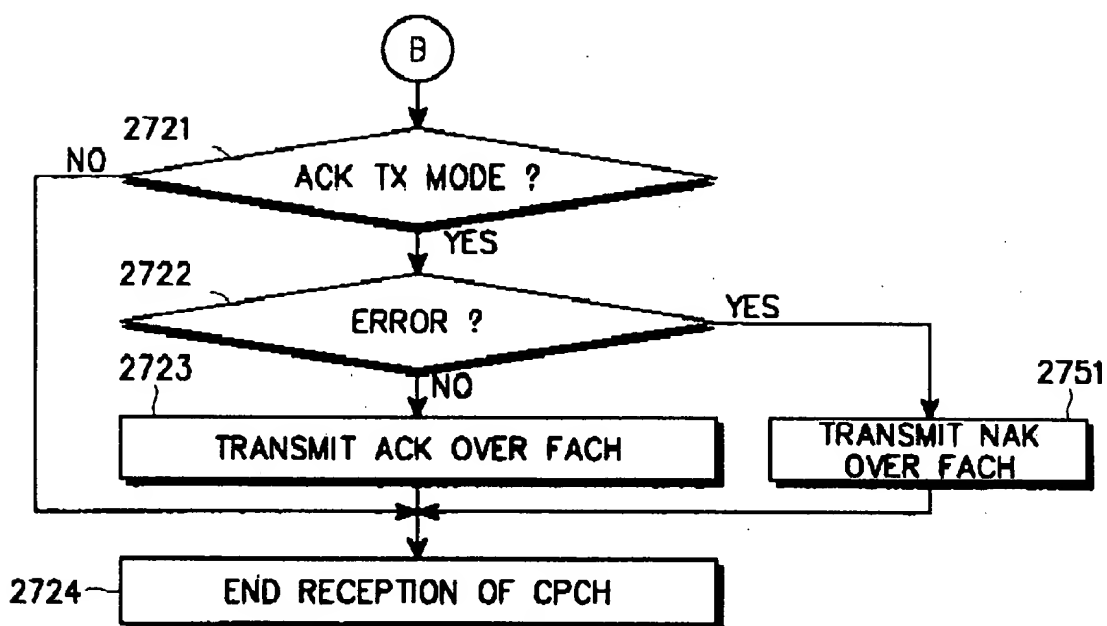 B
2721
NO
ACK TX MODE ?
YES
2722
ERROR ?
YES
2723
NO
2751
TRANSMIT ACK OVER FACH
TRANSMIT NAK
OVER FACH
2724
END RECEPTION OF CPCH